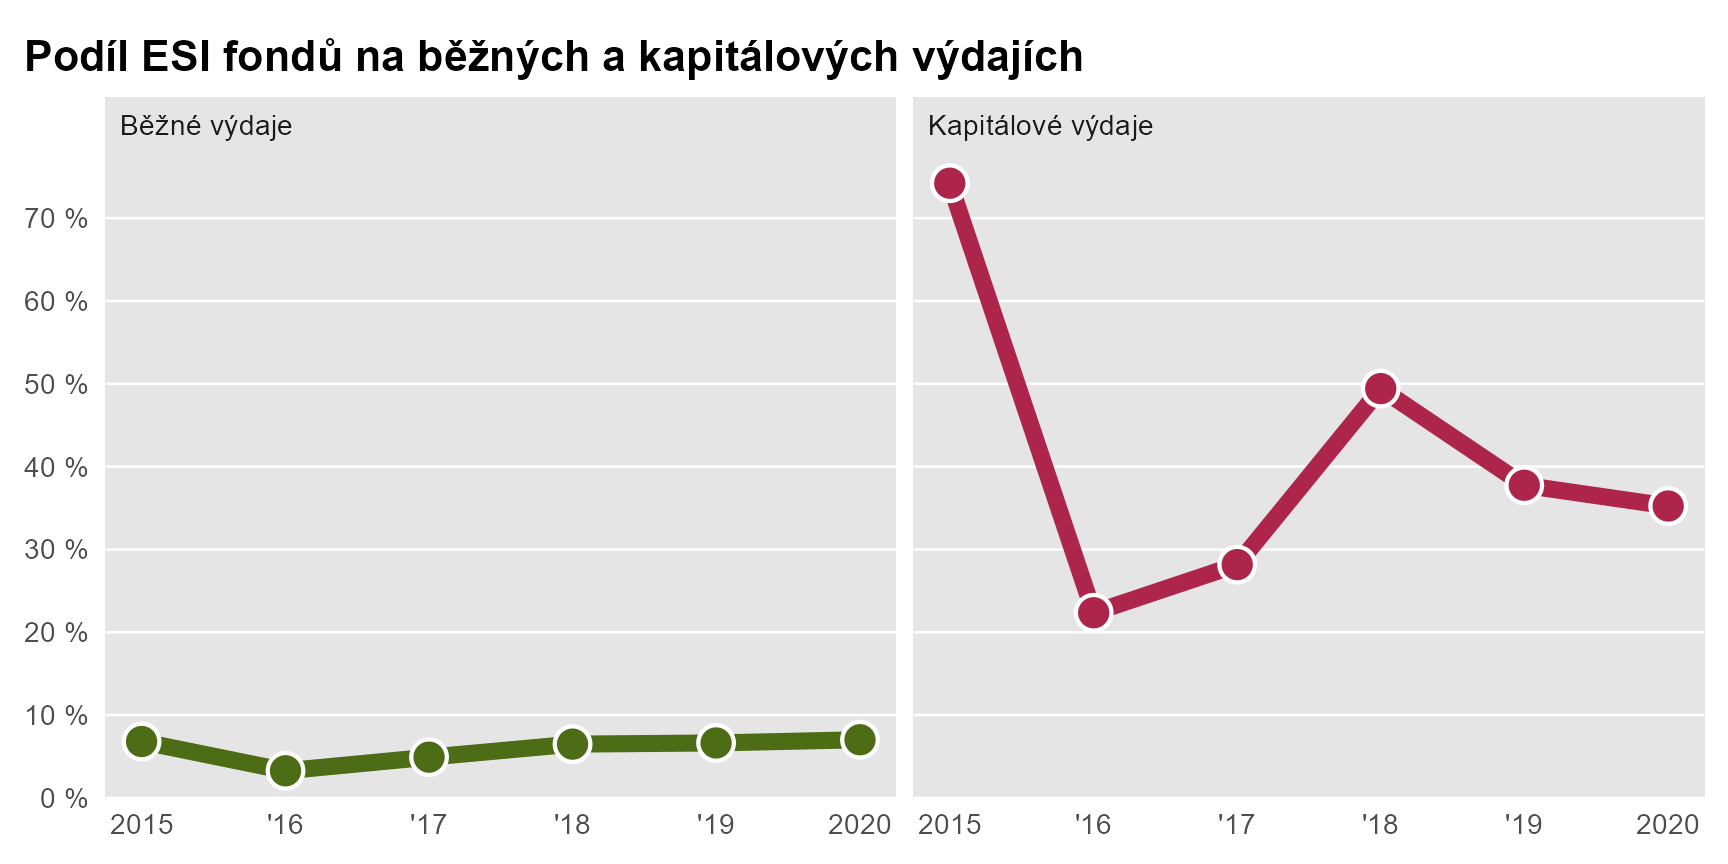 Podíl ESI fondů na běžných a kapitálových výdajích
Běžné výdaje
Kapitálové výdaje
70 %
60 %
50 %
40 %
30 %
20 %
10 %
0 %
2015 '16 '17 '18 '19 2020
2015 '16 '17 '18 '19 2020